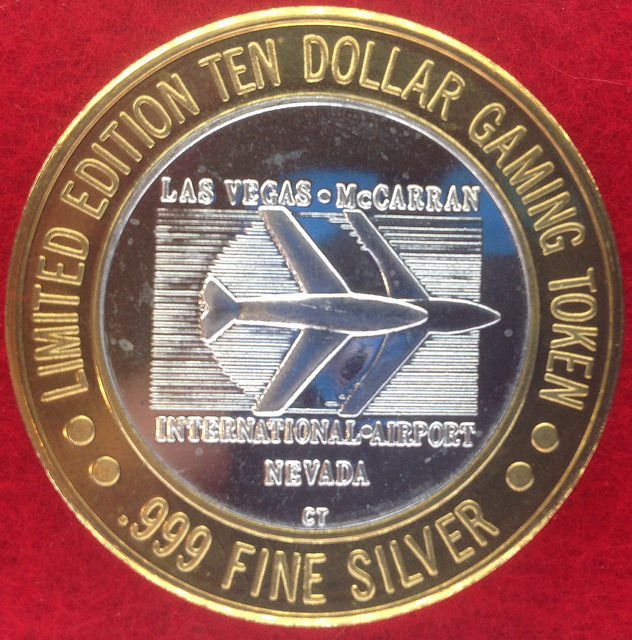 LIMITED EDITION TEN DOLLAR GAMING TOKEN
LAS VEGAS • McCARRAN
INTERNATIONAL • AIRPORT
NEVADA
CT
.999 FINE SILVER